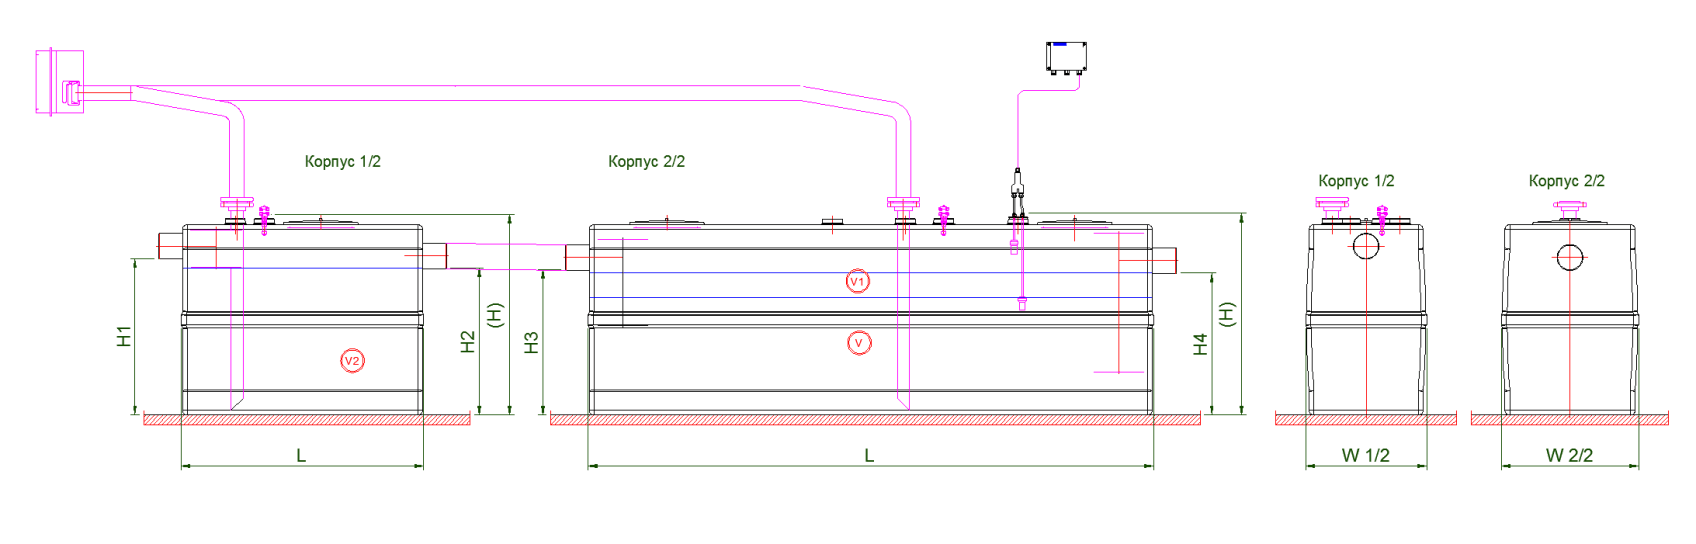 Корпус 1/2
Корпус 2/2
Корпус 1/2
Корпус 2/2
V1
V
V2
H1
H2
(H)
H3
H4
(H)
L
L
W 1/2
W 2/2